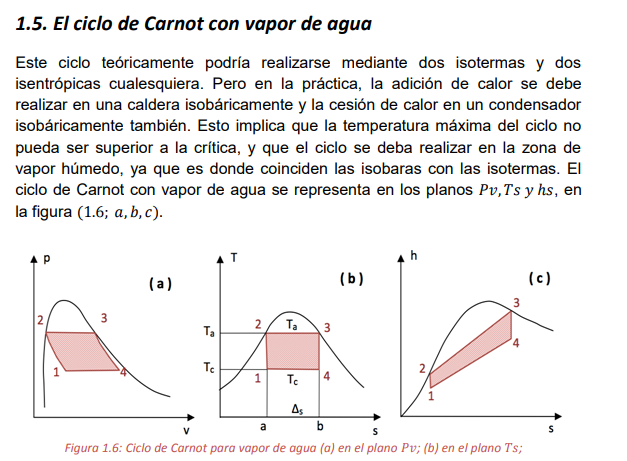 1.5. El ciclo de Carnot con vapor de agua
Este ciclo teóricamente podría realizarse mediante dos isotermas y dos
isentrópicas cualesquiera. Pero en la práctica, la adición de calor se debe
realizar en una caldera isobáricamente y la cesión de calor en un condensador
isobáricamente también. Esto implica que la temperatura máxima del ciclo no
pueda ser superior a la crítica, y que el ciclo se deba realizar en la zona de
vapor húmedo, ya que es donde coinciden las isobaras con las isotermas. El
ciclo de Carnot con vapor de agua se representa en los planos Pv,Ts y hs, en
la figura (1.6; a,b,c).
p
(a)
2
3
1
4
v
T
(b)
Ta
2
Ta
3
Tc
1
Tc
4
Δs
a
b
s
h
(c)
3
4
2
1
s
Figura 1.6: Ciclo de Carnot para vapor de agua (a) en el plano Pv; (b) en el plano Ts;